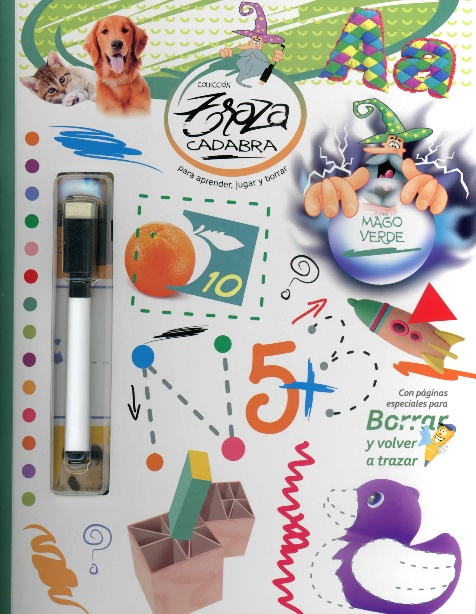 Aa
COLECCIÓN
Traza
CADABRA
para aprender, jugar y borrar
MAGO
VERDE
10
5+
Con páginas
especiales para
Borrar
y volver
a trazar